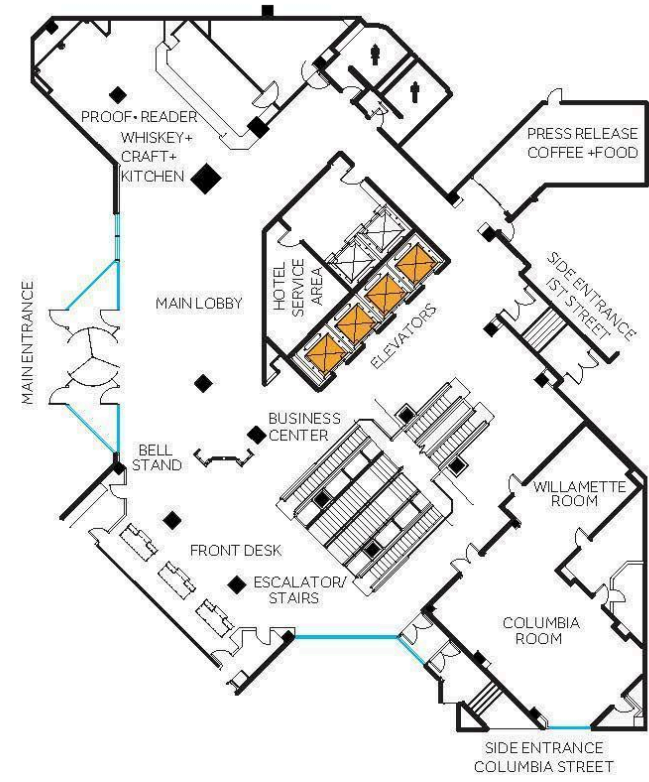 PROOF•READER
WHISKEY+
CRAFT+
KITCHEN
PRESS RELEASE
COFFEE +FOOD
SIDE ENTRANCE
1ST STREET
MAIN ENTRANCE
MAIN LOBBY
HOTEL
SERVICE
AREA
ELEVATORS
BUSINESS
CENTER
BELL
STAND
WILLAMETTE
ROOM
FRONT DESK
ESCALATOR/
STAIRS
COLUMBIA
ROOM
SIDE ENTRANCE
COLUMBIA STREET